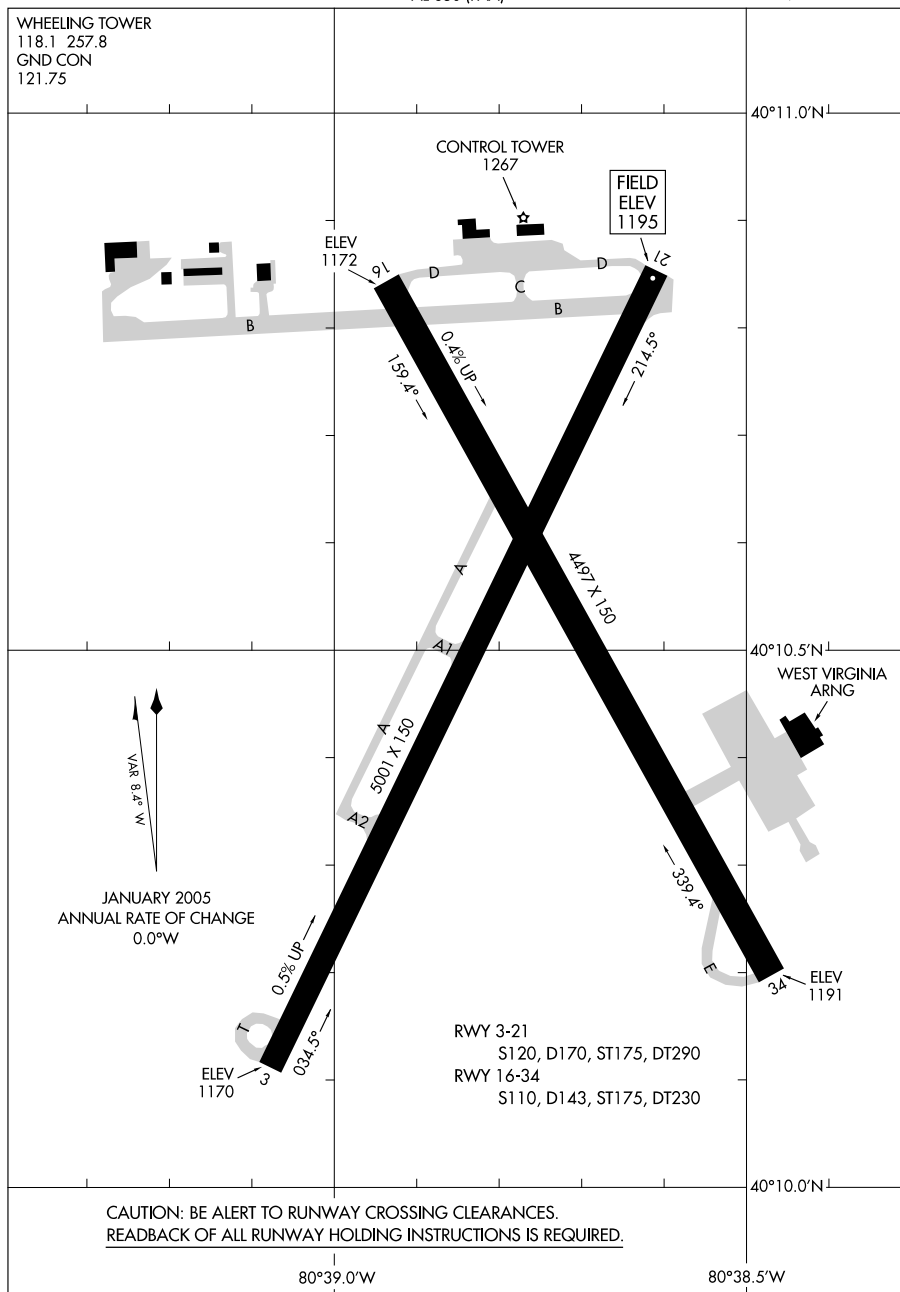 WHEELING TOWER
118.1 257.8
GND CON
121.75
40°11.0'N
CONTROL TOWER
1267
FIELD
ELEV
1195
ELEV
1172
16
21
D
D
C
B
B
0.4% UP
159.4°
214.5°
A
4497 X 150
A1
40°10.5'N
WEST VIRGINIA
ARNG
A
5001 X 150
A2
VAR 8.4° W
339.4°
JANUARY 2005
ANNUAL RATE OF CHANGE
0.0°W
0.5% UP
E
34
ELEV
1191
T
034.5°
RWY 3-21
S120, D170, ST175, DT290
RWY 16-34
S110, D143, ST175, DT230
ELEV
1170
3
40°10.0'N
CAUTION: BE ALERT TO RUNWAY CROSSING CLEARANCES.
READBACK OF ALL RUNWAY HOLDING INSTRUCTIONS IS REQUIRED.
80°39.0'W
80°38.5'W